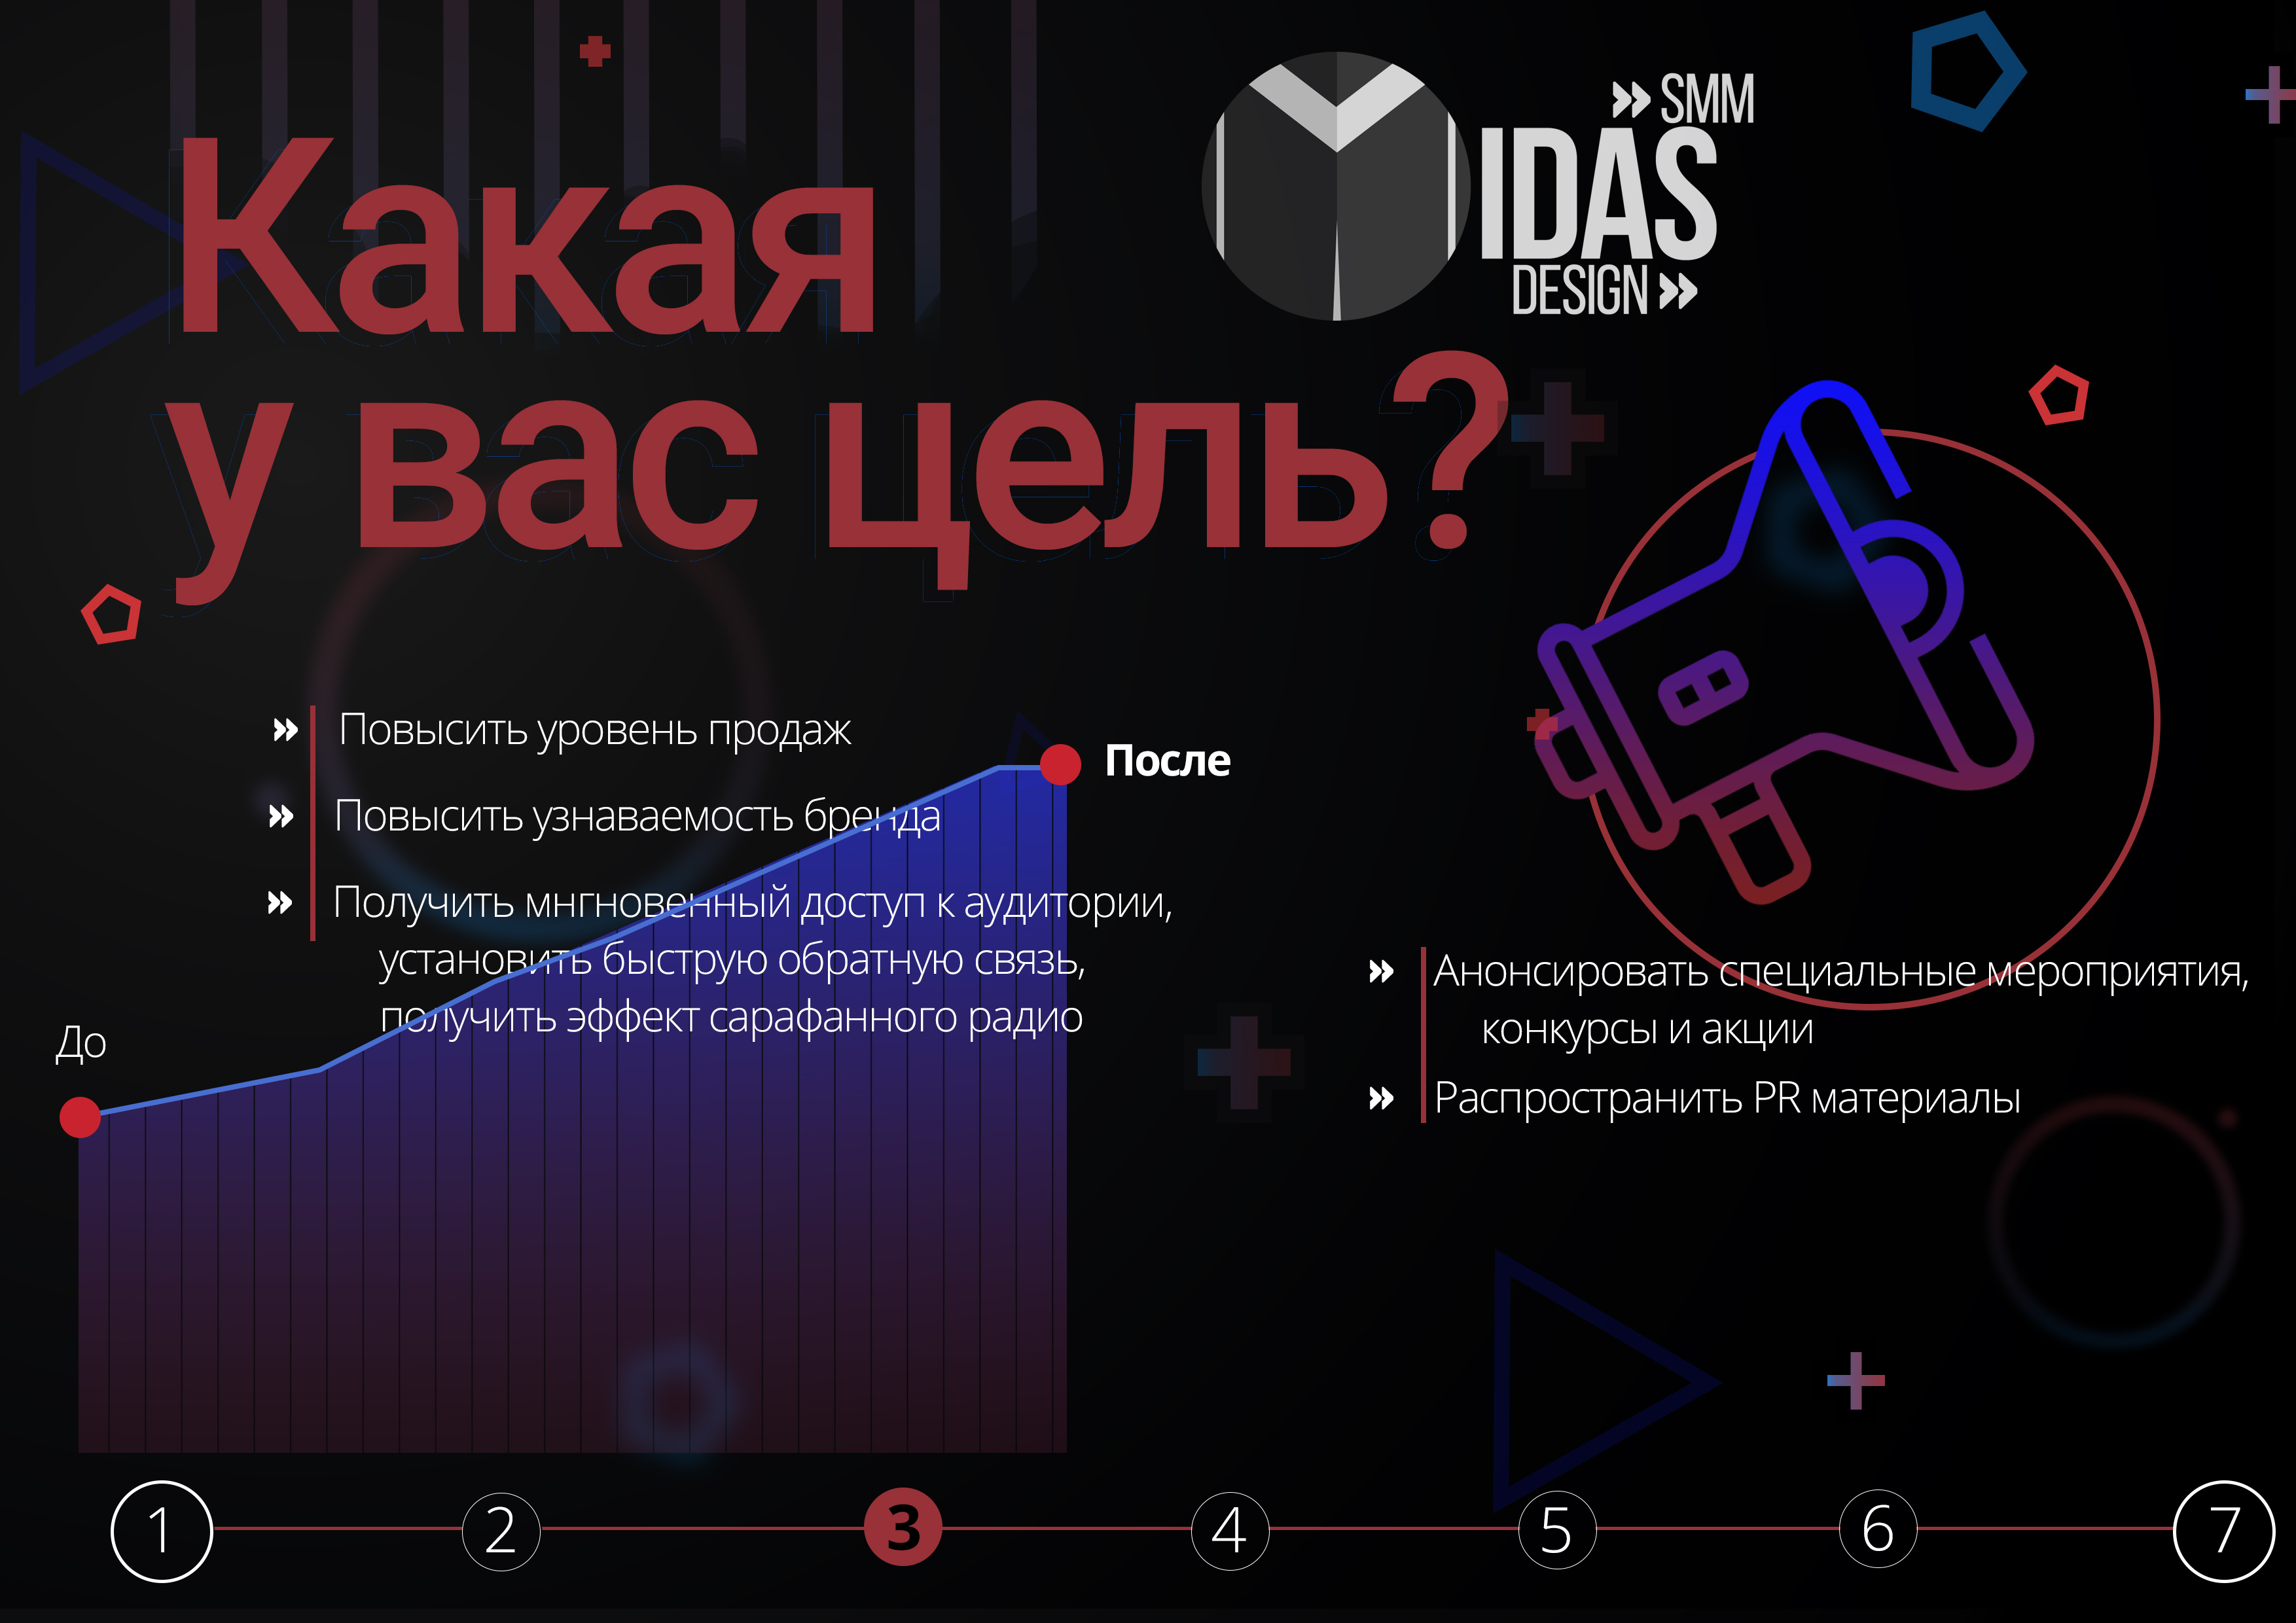 Какая
у вас цель?
SMM
MIDAS
DESIGN
Повысить уровень продаж
Повысить узнаваемость бренда
Получить мнгновенный доступ к аудитории,
установить быструю обратную связь,
получить эффект сарафанного радио
До
После
Анонсировать специальные мероприятия,
конкурсы и акции
Распространить PR материалы
1 2 3 4 5 6 7